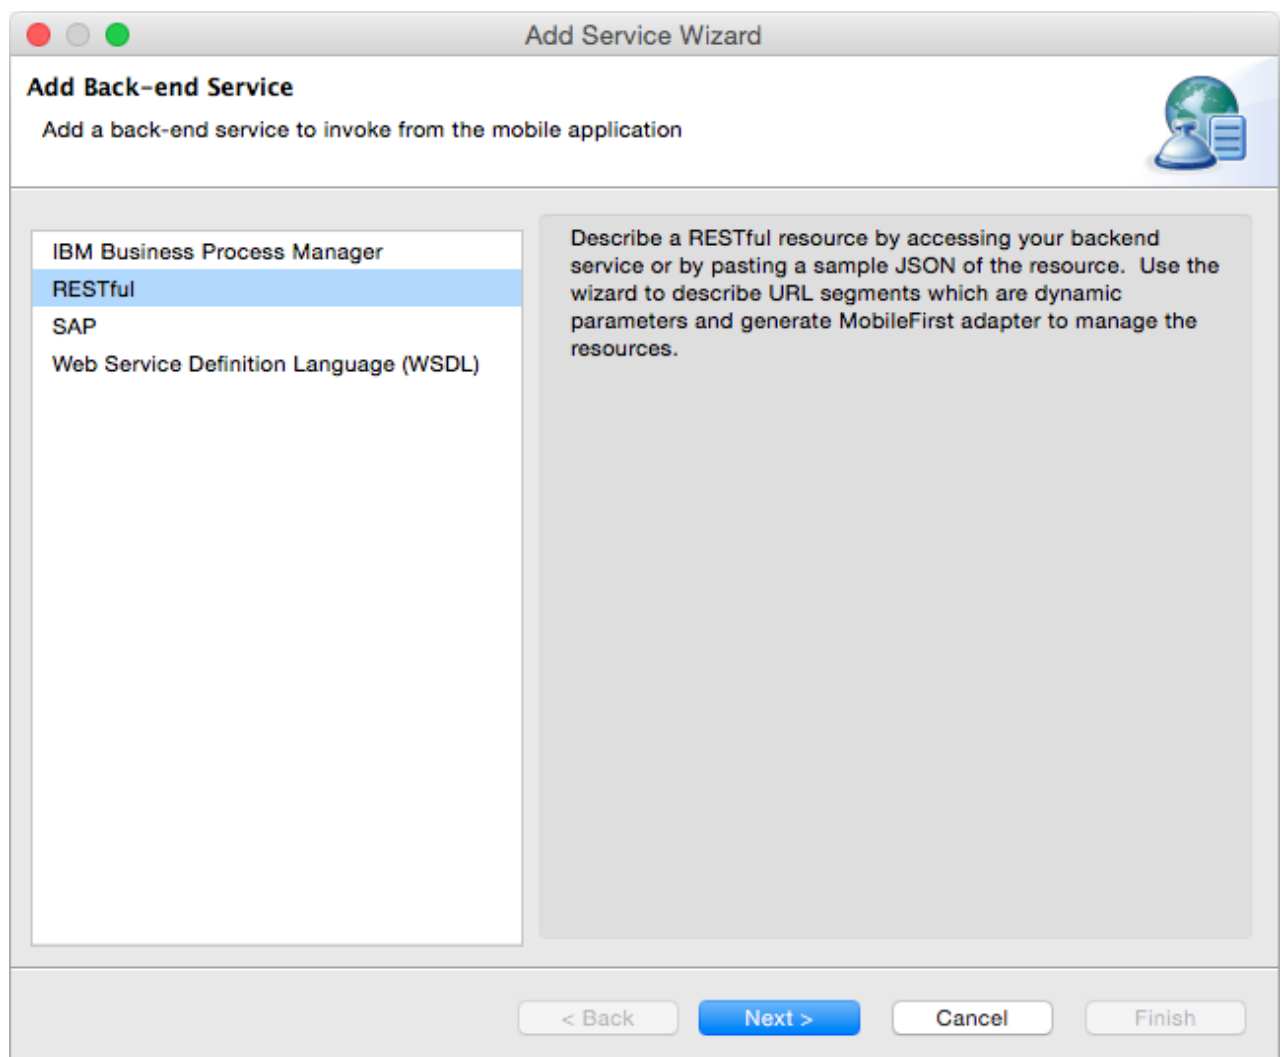 Add Service Wizard
Add Back-end Service
Add a back-end service to invoke from the mobile application
IBM Business Process Manager
RESTful
SAP
Web Service Definition Language (WSDL)
Describe a RESTful resource by accessing your backend
service or by pasting a sample JSON of the resource.  Use the
wizard to describe URL segments which are dynamic
parameters and generate MobileFirst adapter to manage the
resources.
< Back
Next >
Cancel
Finish